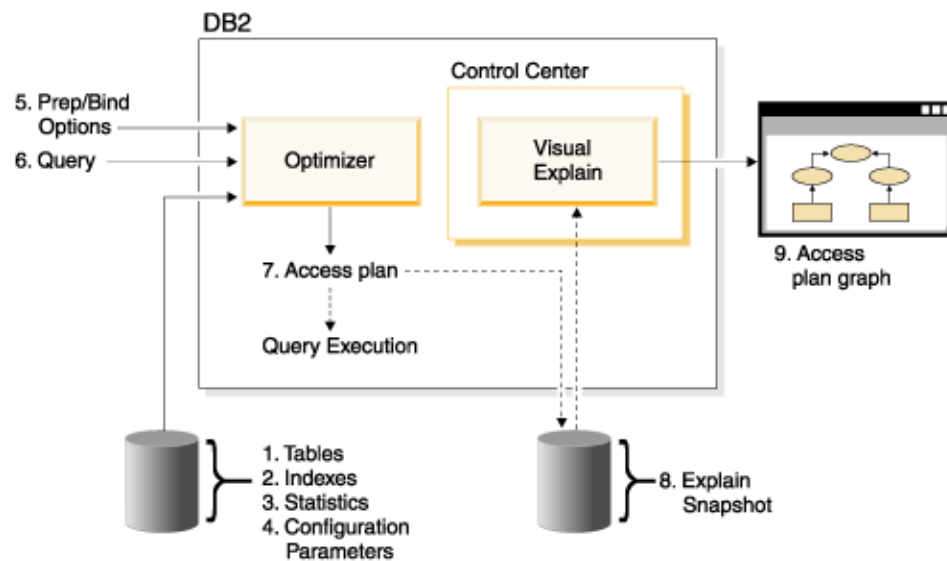 DB2
Control Center
5. Prep/Bind
Options
6. Query
Optimizer
Visual
Explain
7. Access plan
Query Execution
9. Access
plan graph
1. Tables
2. Indexes
3. Statistics
4. Configuration
Parameters
8. Explain
Snapshot